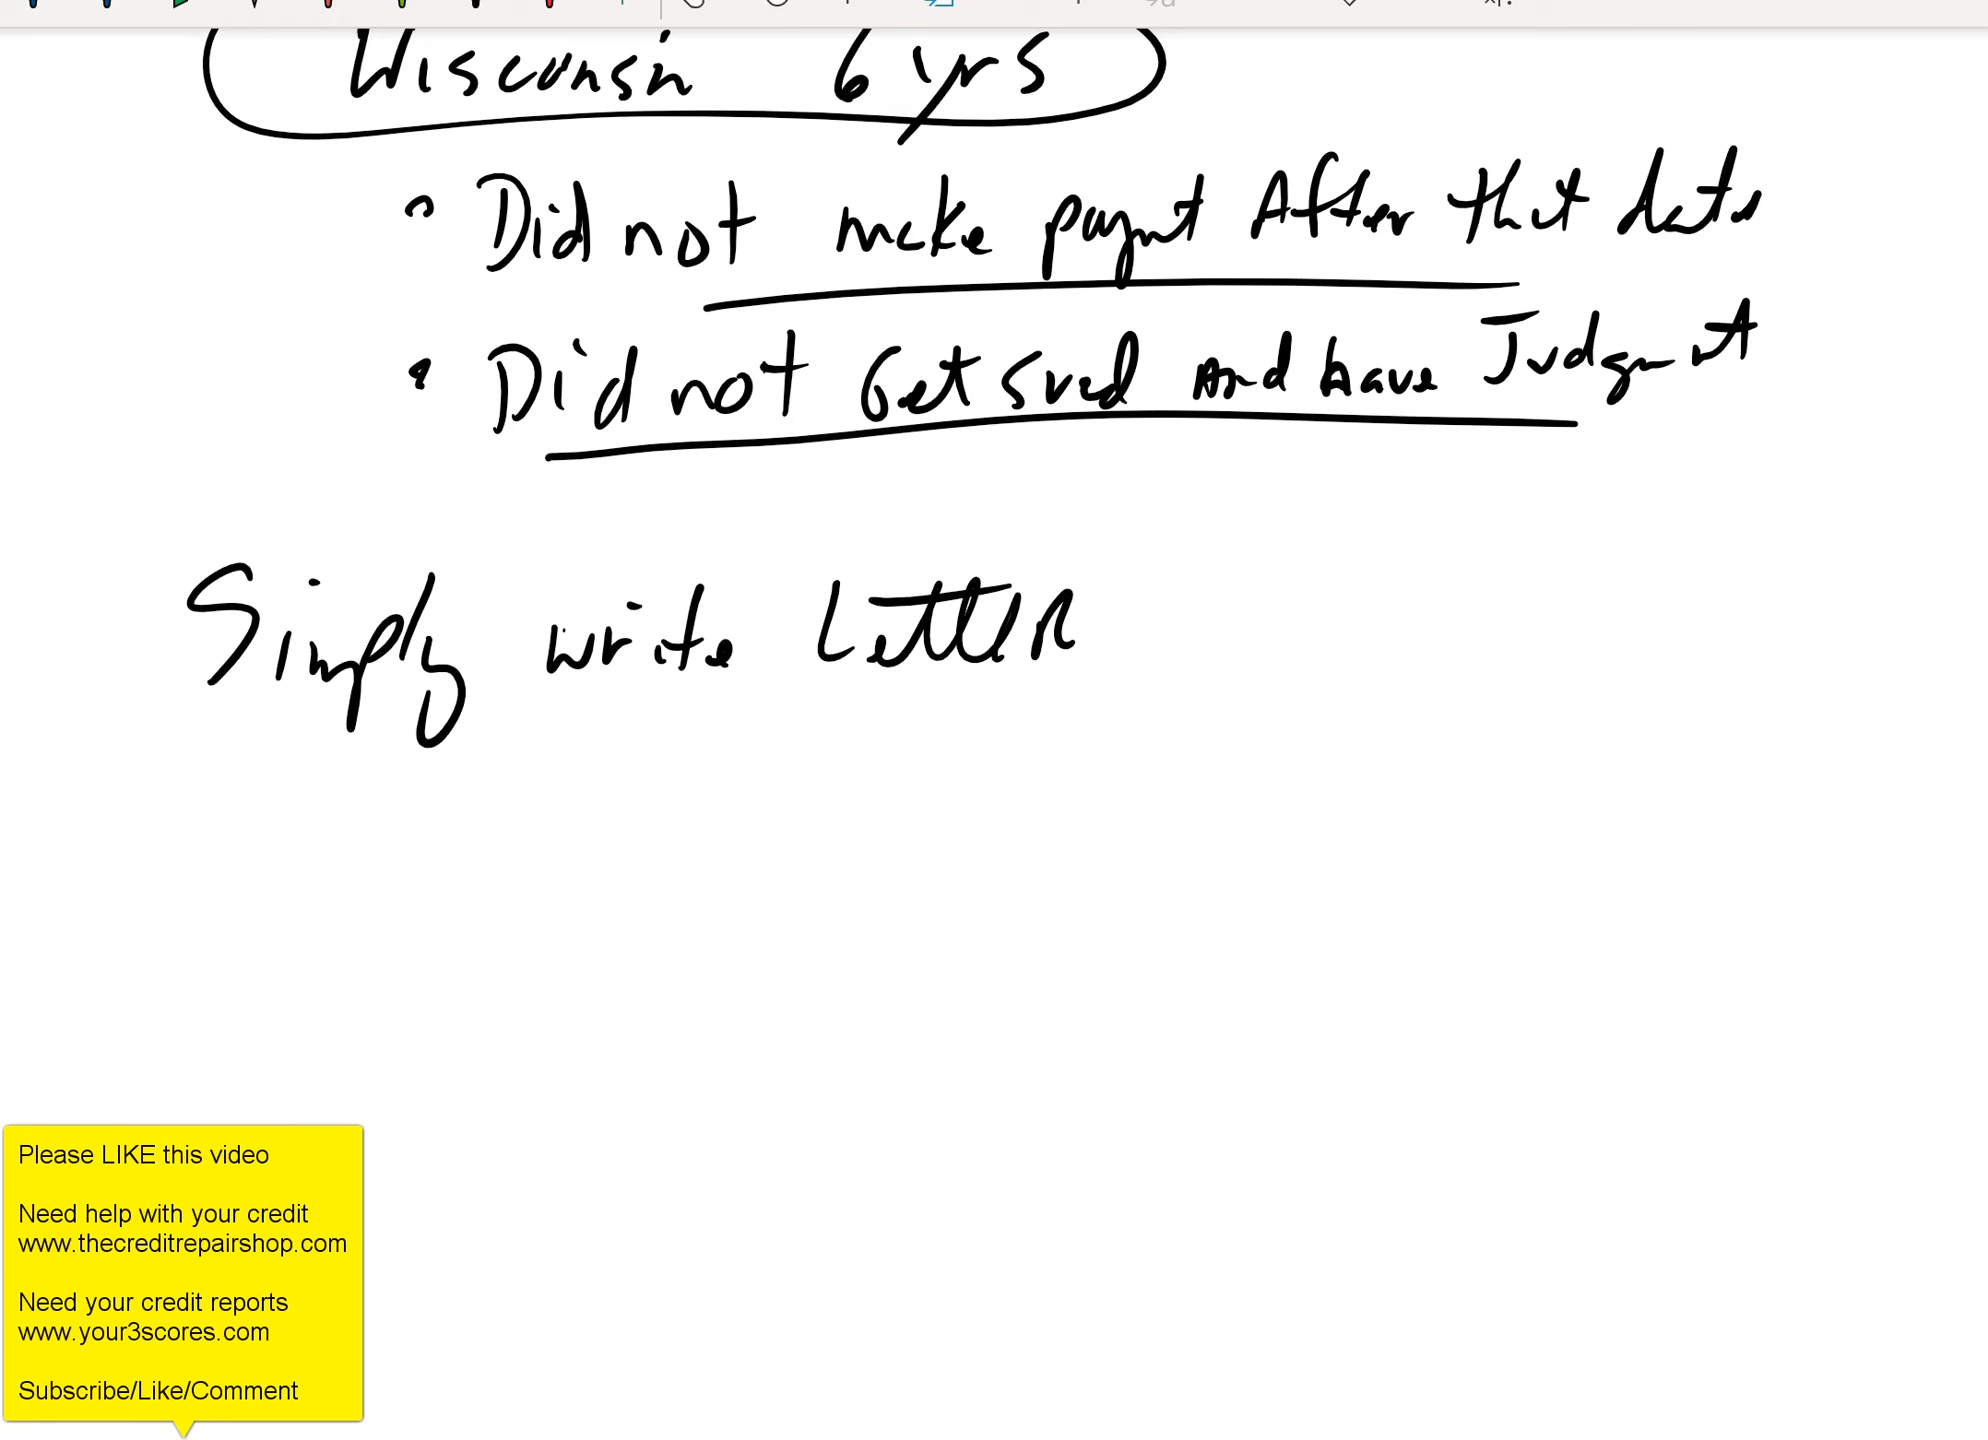 Wisconsin 6 yrs
Did not make paymt After that date
Did not Get sued And have Judgment
Simply write Letter
Please LIKE this video
Need help with your credit
www.thecreditrepairshop.com
Need your credit reports
www.your3scores.com
Subscribe/Like/Comment